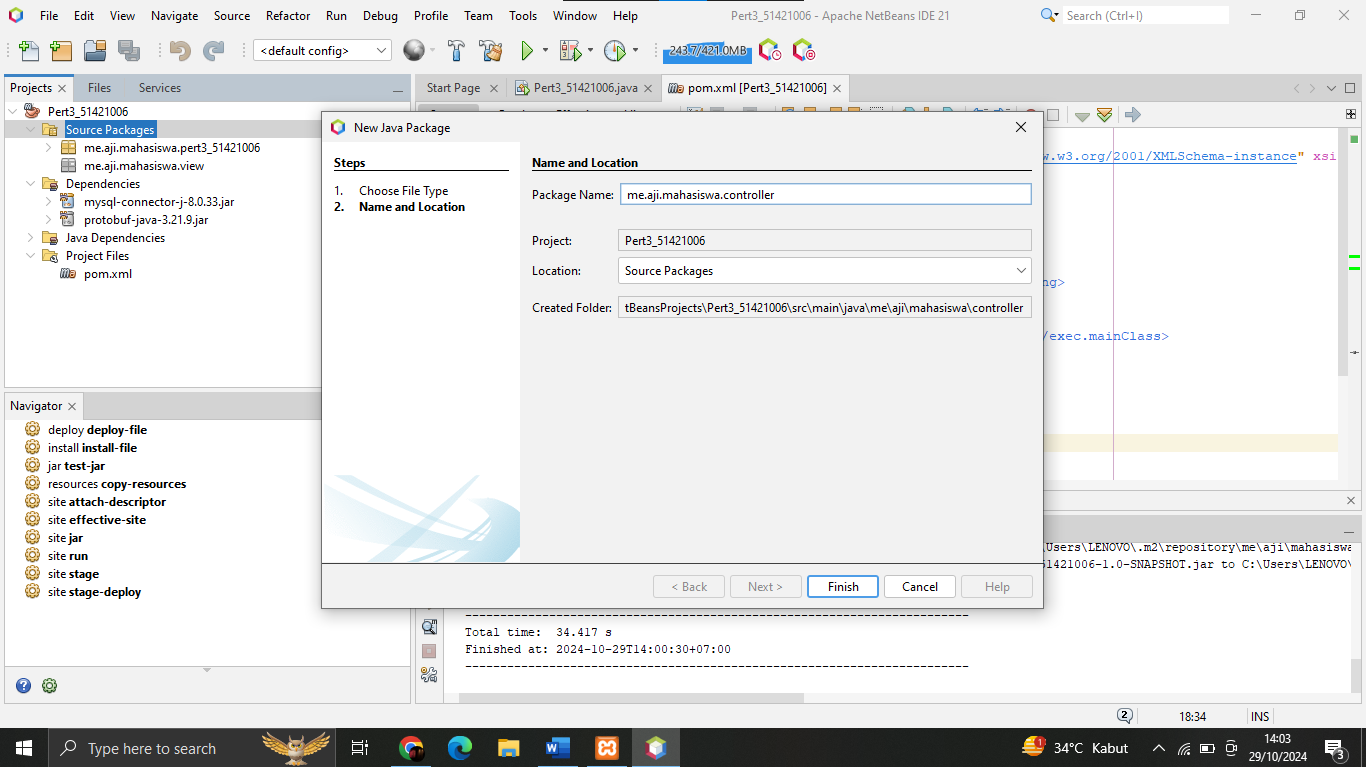 File Edit View Navigate Source Refactor Run Debug Profile Team Tools Window Help
Pert3_51421006 - Apache NetBeans IDE 21
Search (Ctrl+I)
<default config>
243.7/421.0MB
Projects Files Services
Start Page Pert3_51421006.java pom.xml [Pert3_51421006]
Pert3_51421006
Source Packages
me.aji.mahasiswa.pert3_51421006
me.aji.mahasiswa.view
Dependencies
mysql-connector-j-8.0.33.jar
protobuf-java-3.21.9.jar
Java Dependencies
Project Files
pom.xml
Navigator
deploy deploy-file
install install-file
jar test-jar
resources copy-resources
site attach-descriptor
site effective-site
site jar
site run
site stage
site stage-deploy
New Java Package
Steps
1. Choose File Type
2. Name and Location
Name and Location
Package Name: me.aji.mahasiswa.controller
Project: Pert3_51421006
Location: Source Packages
Created Folder: tBeansProjects\Pert3_51421006\src\main\java\me\aji\mahasiswa\controller
< Back Next > Finish Cancel Help
w.w3.org/2001/XMLSchema-instance" xsi
ng>
/exec.mainClass>
\Users\LENOVO\.m2\repository\me\aji\mahasiswa
51421006-1.0-SNAPSHOT.jar to C:\Users\LENOVO\
------------------------------------------------------------------------
Total time: 34.417 s
Finished at: 2024-10-29T14:00:30+07:00
------------------------------------------------------------------------
2 18:34 INS
Type here to search
1 34°C Kabut
14:03
29/10/2024
3